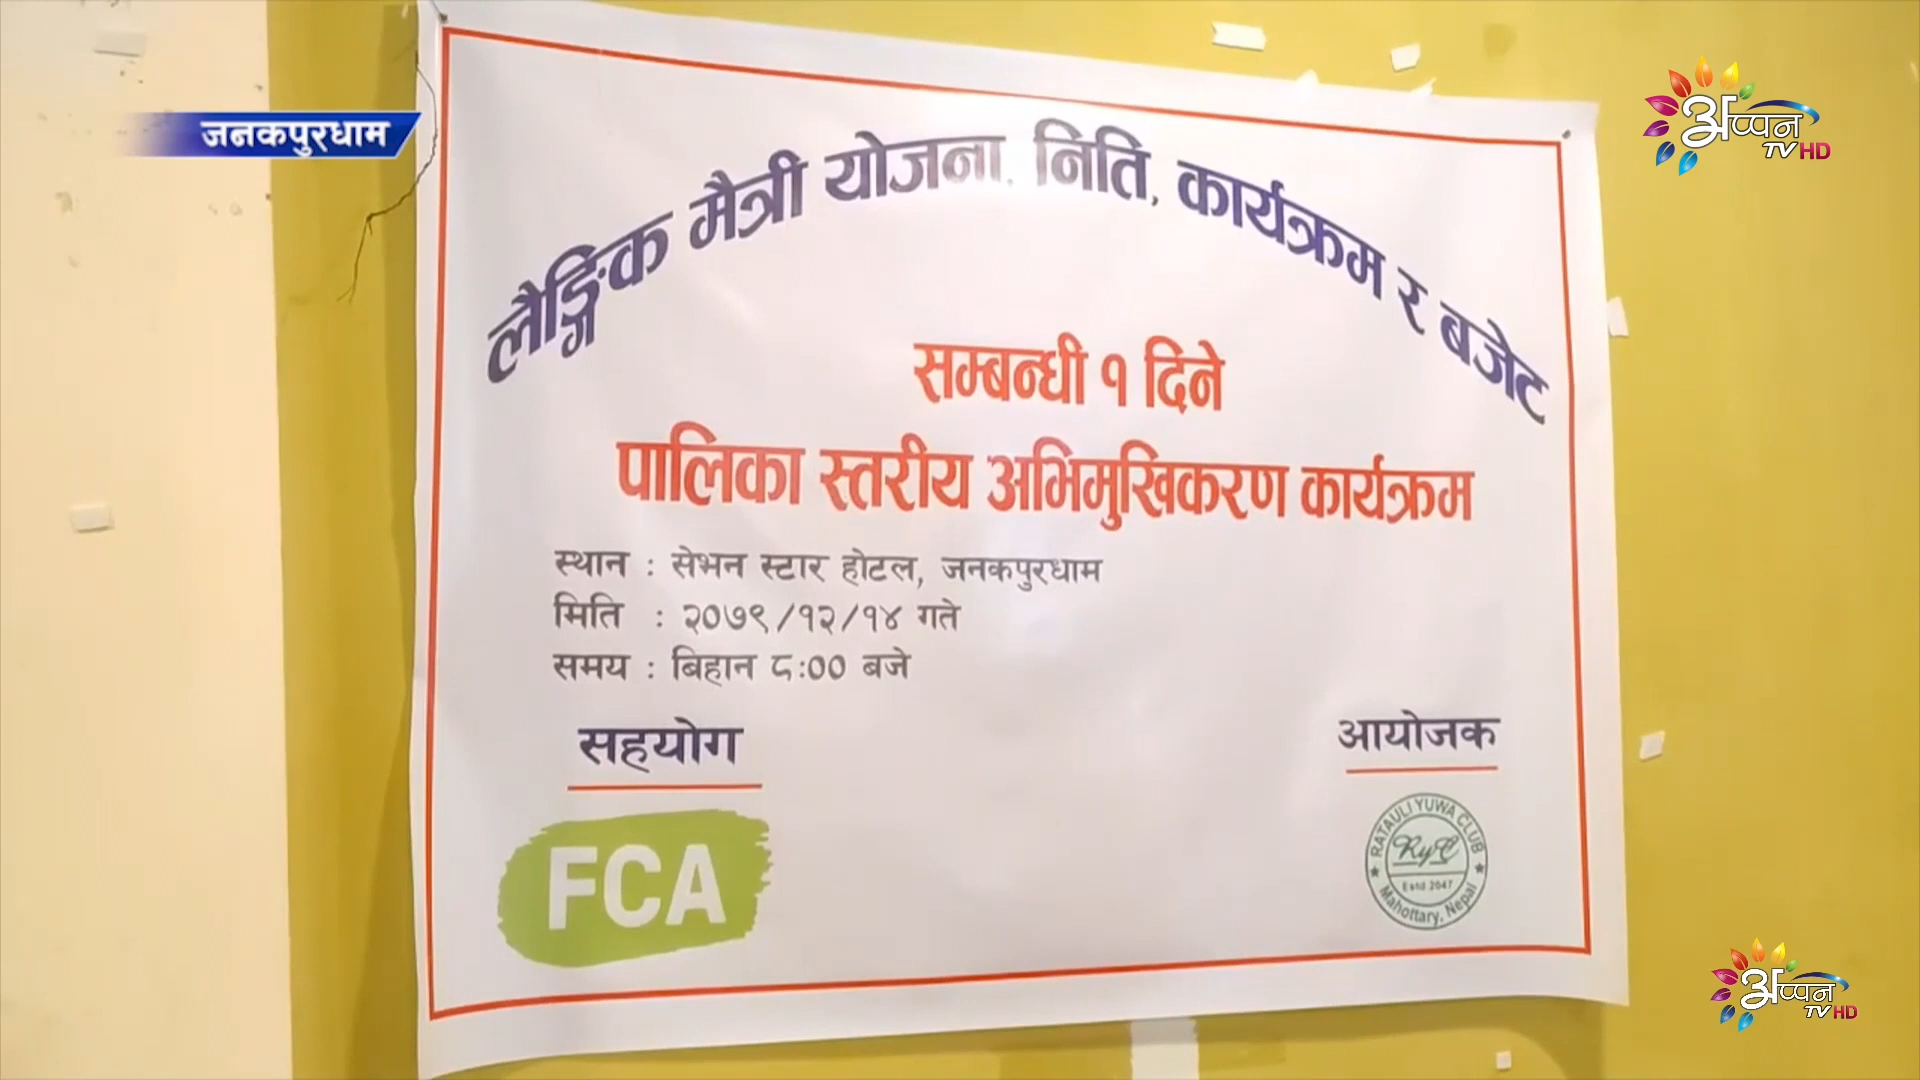 जनकपुरधाम
अप्पन
TV HD
लैङ्गिक मैत्री योजना, निति, कार्यक्रम र बजेट
सम्बन्धी १ दिने
पालिका स्तरीय अभिमुखिकरण कार्यक्रम
स्थान : सेभन स्टार होटल, जनकपुरधाम
मिति : २०७९/१२/१४ गते
समय : बिहान ८:०० बजे
सहयोग
आयोजक
FCA
RATAULI YUWA CLUB
RYC
Estd 2047
Mahottary, Nepal
अप्पन
TV HD